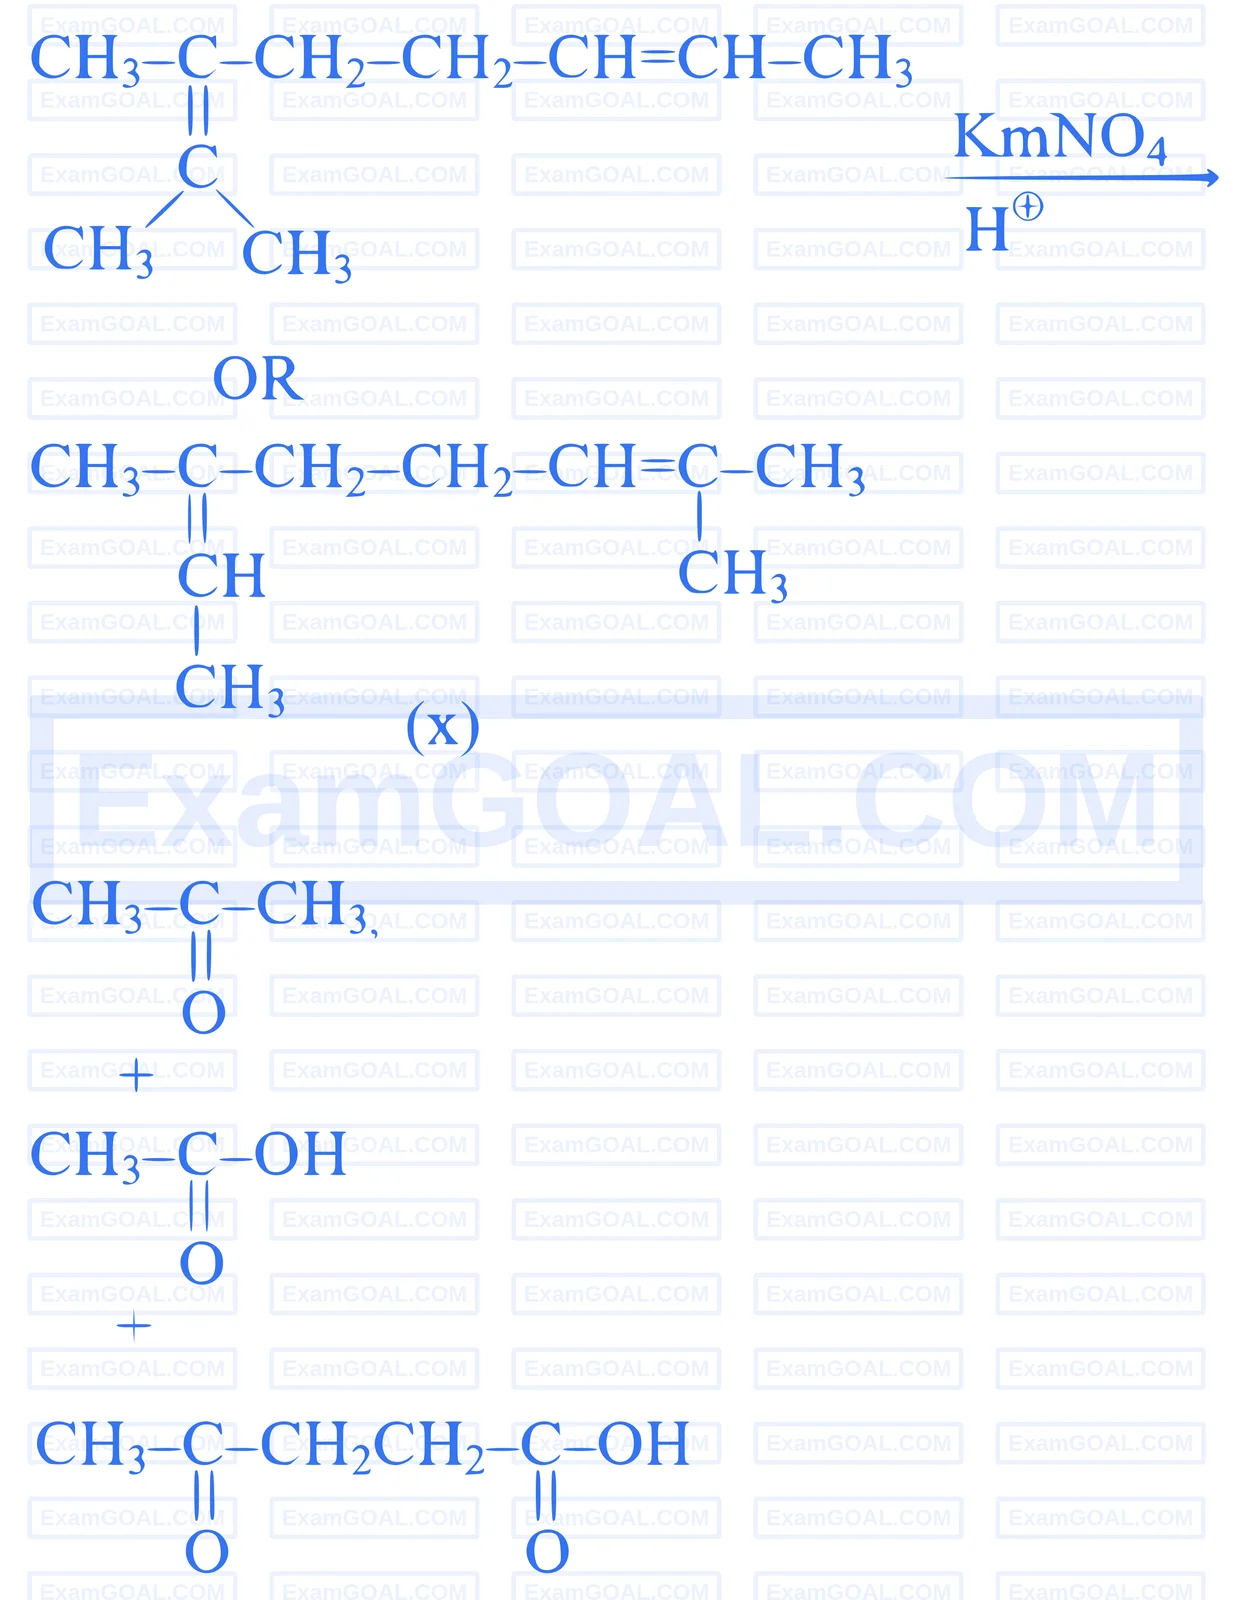 CH₃–C–CH₂–CH₂–CH=CH–CH₃
||
C
CH₃ CH₃
KmNO₄
H⊕
OR
CH₃–C–CH₂–CH₂–CH=C–CH₃
||
CH
CH₃
|
CH₃
(x)
ExamGOAL.COM
CH₃–C–CH₃,
||
O
+
CH₃–C–OH
||
O
+
CH₃–C–CH₂CH₂–C–OH
|| ||
O O